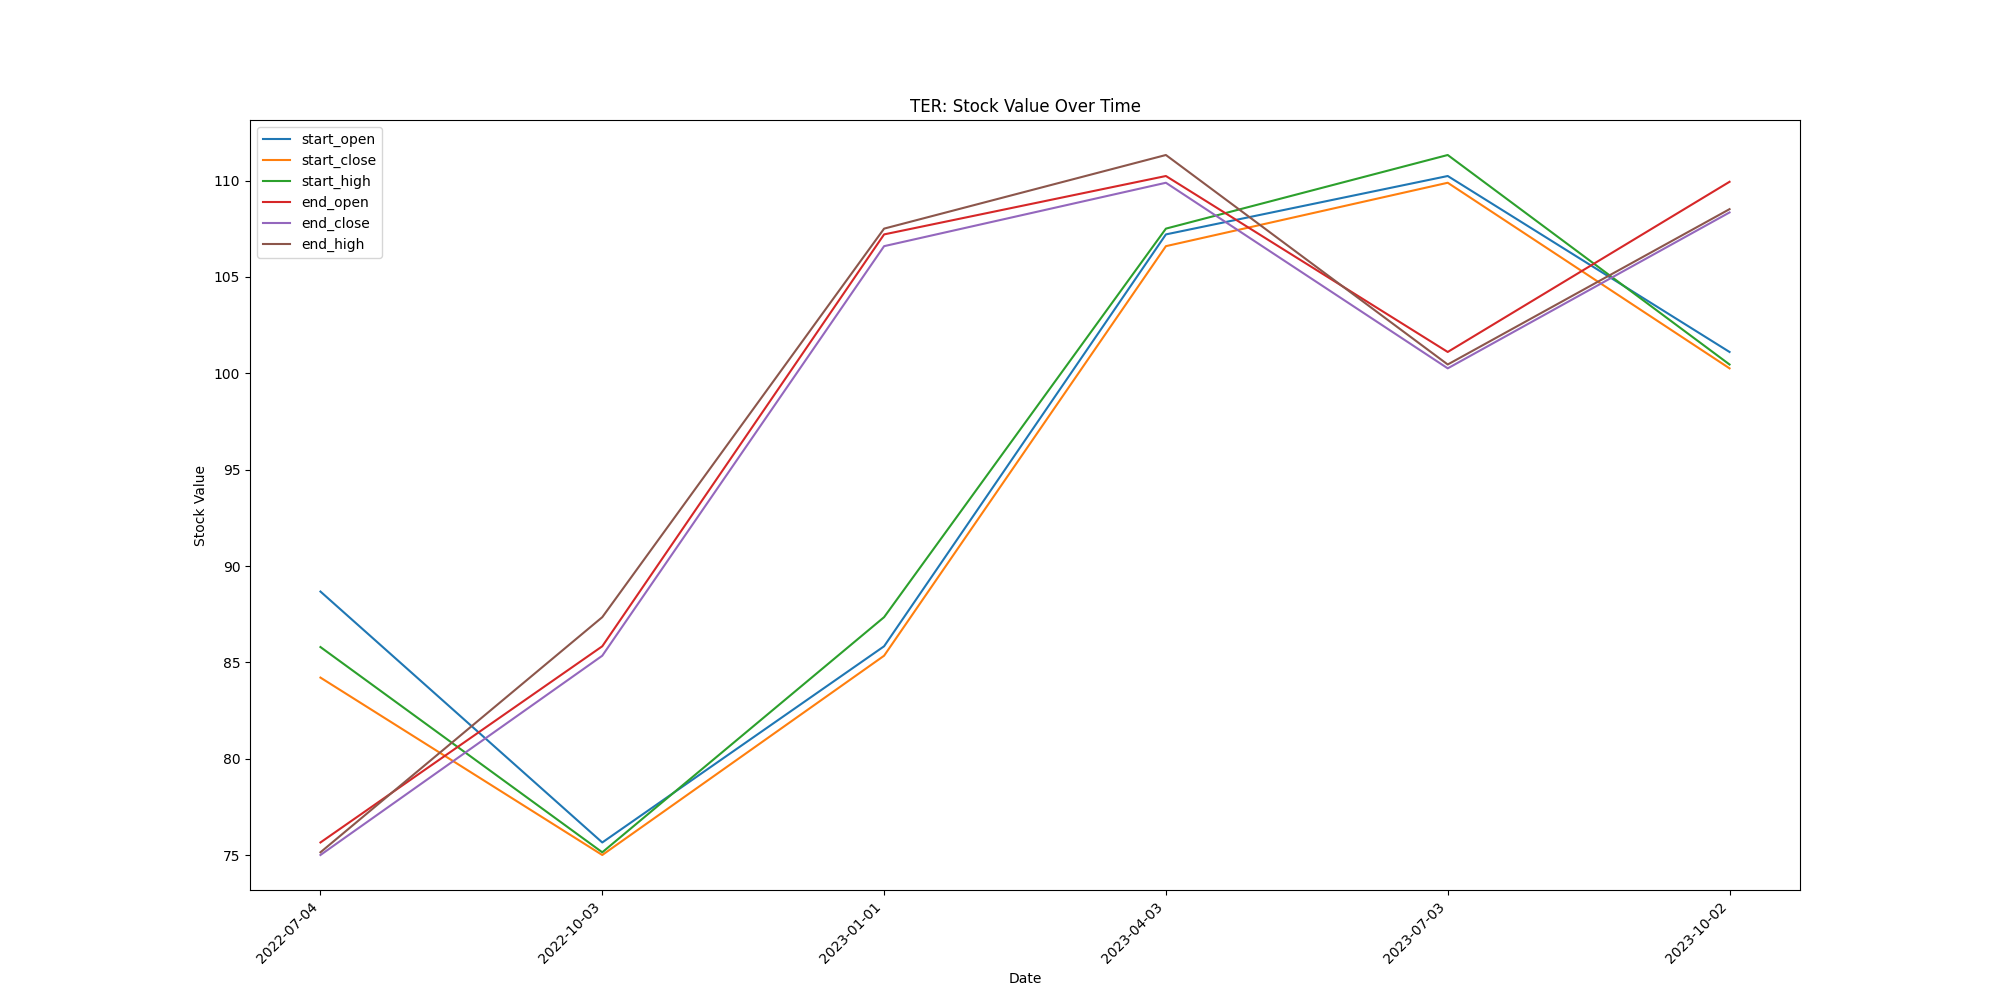 TER: Stock Value Over Time
start_open
start_close
start_high
end_open
end_close
end_high
Stock Value
110
105
100
95
90
85
80
75
2022-07-04
2022-10-03
2023-01-01
2023-04-03
2023-07-03
2023-10-02
Date